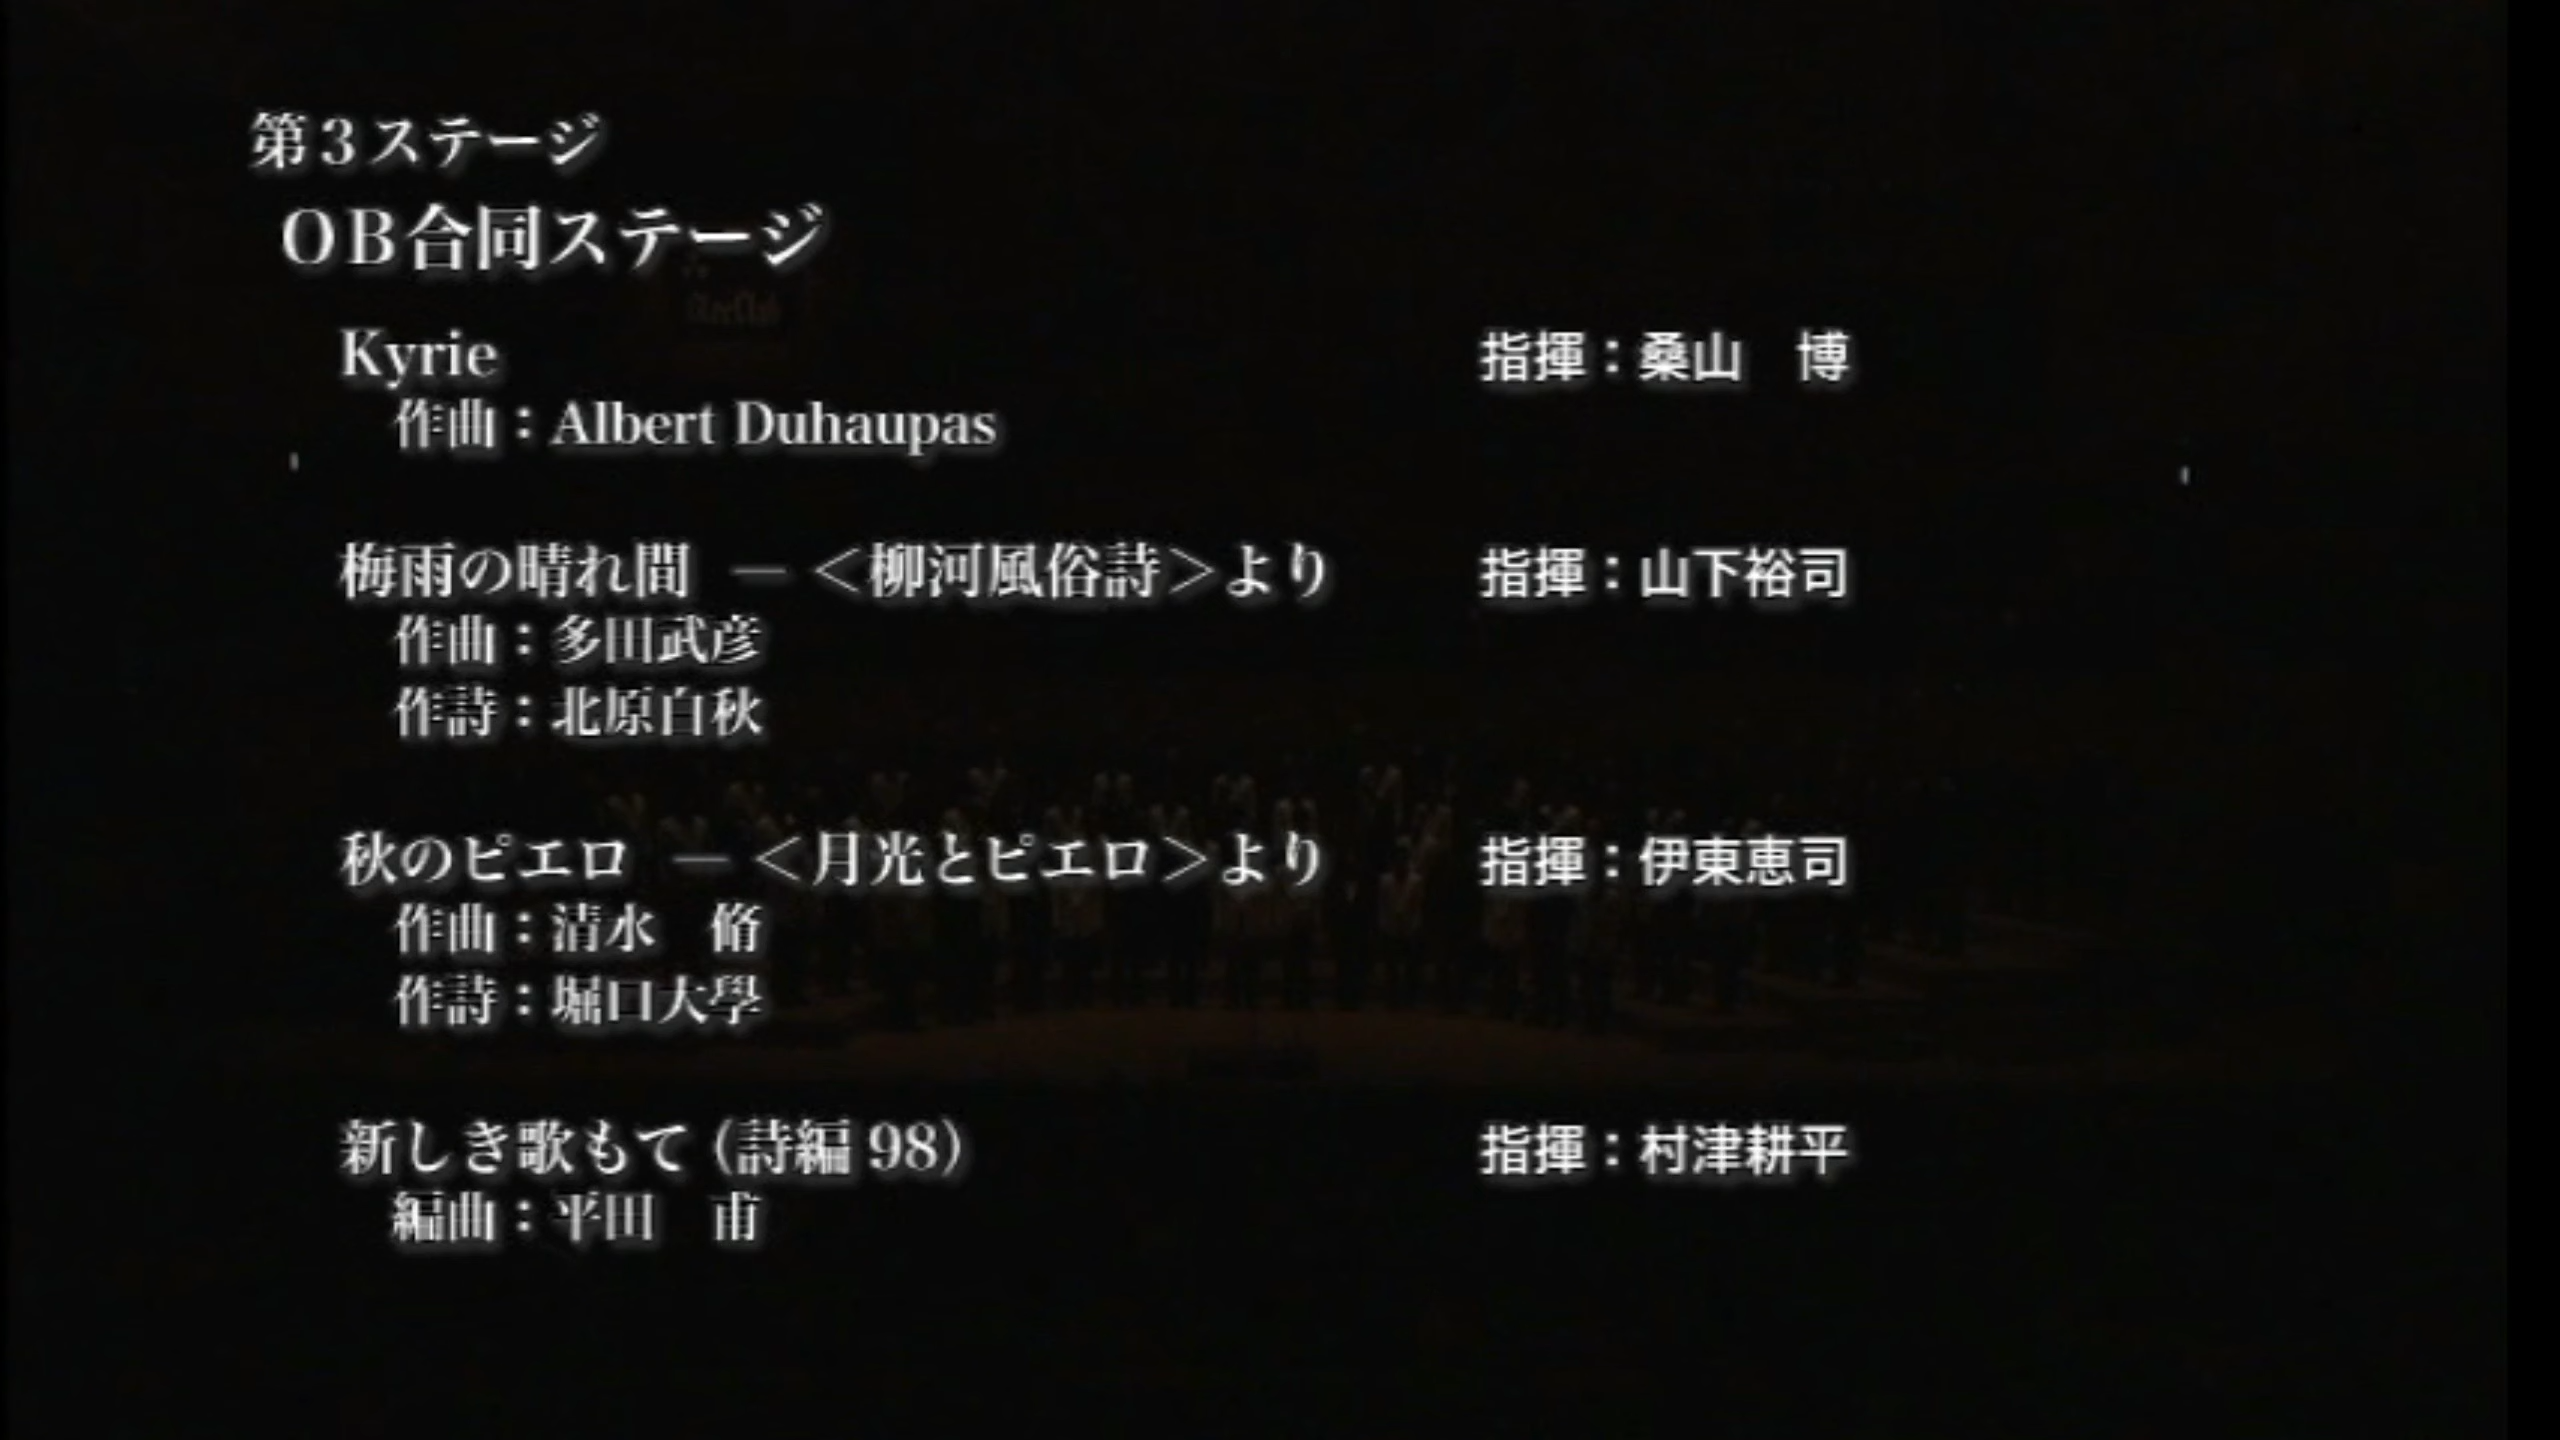 第３ステージ
ＯＢ合同ステージ
Kyrie　指揮：桑山　博
作曲：Albert Duhaupas
梅雨の晴れ間　―＜柳河風俗詩＞より　指揮：山下裕司
作曲：多田武彦
作詩：北原白秋
秋のピエロ　―＜月光とピエロ＞より　指揮：伊東恵司
作曲：清水　脩
作詩：堀口大學
新しき歌もて（詩編 98）　指揮：村津耕平
編曲：平田　甫